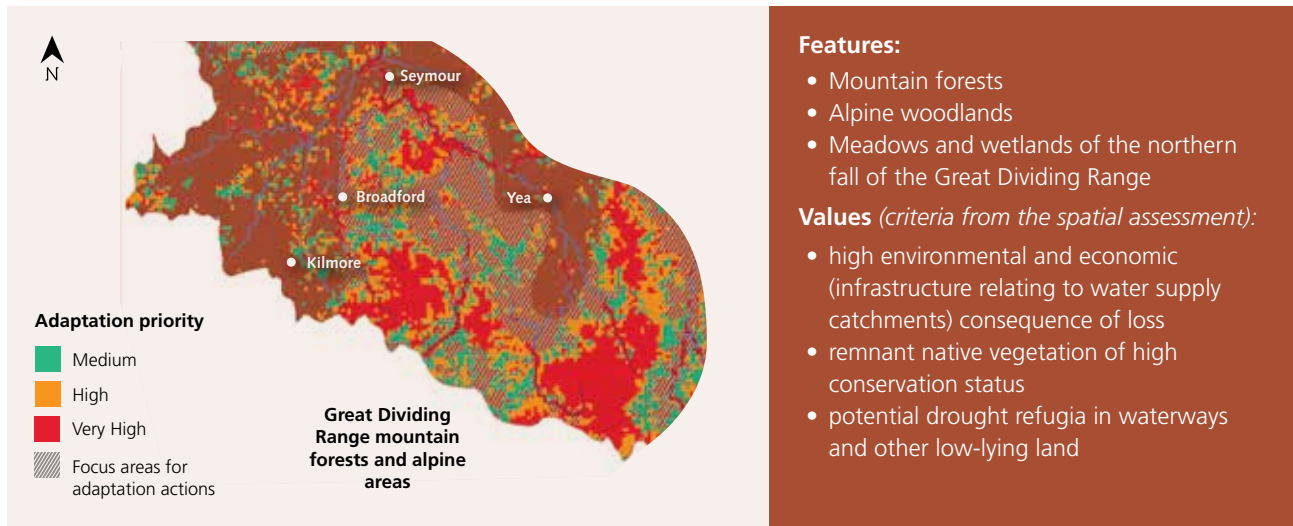 N
Seymour
Broadford
Yea
Kilmore
Adaptation priority
Medium
High
Very High
Focus areas for
adaptation actions
Great Dividing
Range mountain
forests and alpine
areas
Features:
• Mountain forests
• Alpine woodlands
• Meadows and wetlands of the northern
fall of the Great Dividing Range
Values (criteria from the spatial assessment):
• high environmental and economic
(infrastructure relating to water supply
catchments) consequence of loss
• remnant native vegetation of high
conservation status
• potential drought refugia in waterways
and other low-lying land